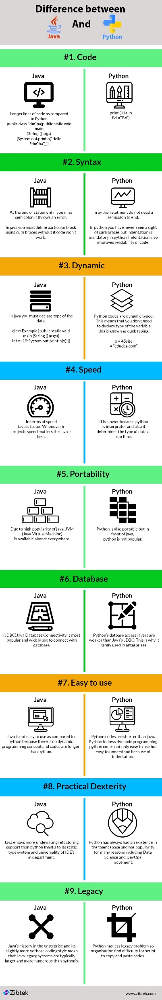 Difference between
And
Java
Python
#1. Code
Java
Python
</>
Longer lines of code as compared
to Python
public class EduCba{public static void
main
(String [] args)
{System.out.println("Hello
EduCba");}}
print ("Hello
EduCBA")
#2. Syntax
Java
Python
At the end of statement if you miss
semicolon it throws an error.
In java you must define particular block
using curli braces without it code won't
work.
In python statment do not need a
semicolon to end.
In python you have never seen a sight
of curli braces but indentation is
mandatory in python. Indentation also
improves readability of code.
#3. Dynamic
Java
Python
In java you must declare type of the
data.
class Example {public static void
main (String [] args){
int x=10;System.out.println(x);}}
Python codes are dynamic typed.
This means that you don't need
to declare type of the variable
this is known as duck typing.
x = 45site
= "educba.com"
#4. Speed
Java
Python
In terms of speed
Java is faster. Whenever in
projects speed matters the java is
best.
It is slower because python
is interpreter and also it
determines the type of data at
run time.
#5. Portability
Java
Python
Due to high popularity of java, JVM
(Java Virtual Machine)
is available almost everywhere.
Python is also portable but in
front of java,
python is not popular.
#6. Database
Java
Python
(JDBC)Java Database Connectivity is most
popular and widely use to connect with
database.
Python's datbase access layers are
weaker than Java's JDBC. This is why it
rarely used in enterprises.
#7. Easy to use
Java
Python
Java is not easy to use as compared to
python because there is no dynamic
programming concept and codes are longer
than python.
Python codes are shorter than java.
Python follows dynamic programming
python codes not only easy to use but
easy to understand because of
indentation.
#8. Practical Dexterity
Java
Python
Java enjoys more undeviating refactoring
support than python thanks to its static
type system and universality of IDE's
in department.
Python has always had an existence in
the talent space and has popularity
for many reasons including Data
Science and DevOps
movement.
#9. Legacy
Java
Python
Java's history in the enterprise and its
slightly more verbose coding style mean
that Java legacy systems are typically
larger and more numerous than python's.
Python has less legacy problem so
organisation find difficulty for script
to copy and paste codes.
Zibtek
www.zibtek.com